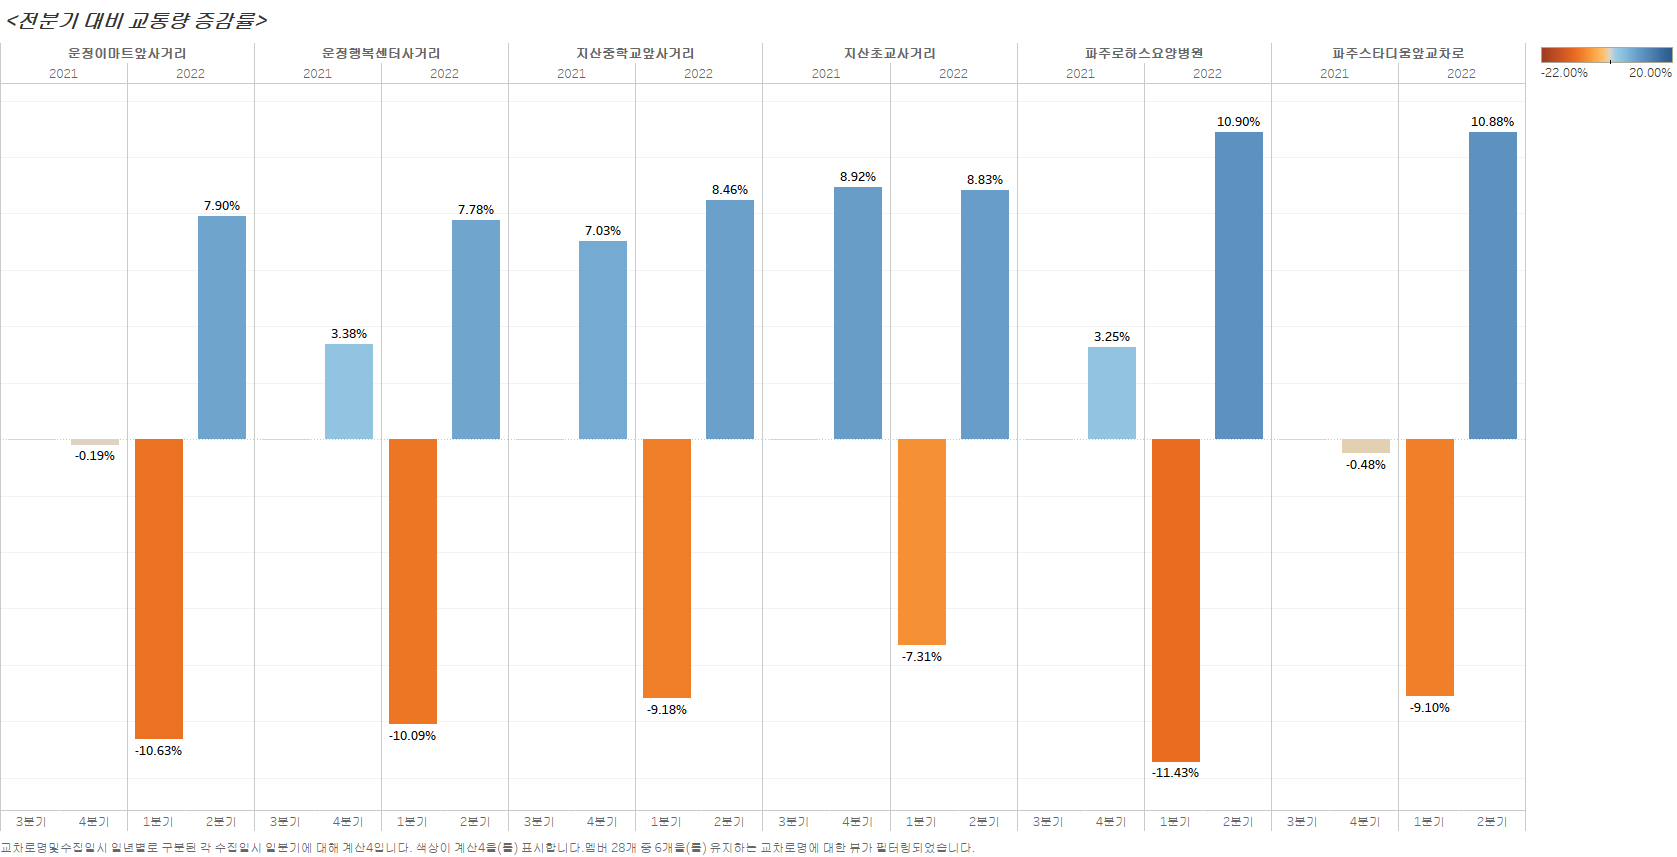 <전분기 대비 교통량 증감률>
운정이마트앞사거리 운정행복센터사거리 지산중학교앞사거리 지산초교사거리 파주로하스요양병원 파주스타디움앞교차로
2021 2022 2021 2022 2021 2022 2021 2022 2021 2022 2021 2022
-22.00% 20.00%
10.90% 10.88%
8.92% 8.83%
8.46%
7.90% 7.78%
7.03%
3.38% 3.25%
-0.19% -0.48%
-7.31%
-9.18% -9.10%
-10.63% -10.09%
-11.43%
3분기 4분기 1분기 2분기 3분기 4분기 1분기 2분기 3분기 4분기 1분기 2분기 3분기 4분기 1분기 2분기 3분기 4분기 1분기 2분기 3분기 4분기 1분기 2분기
교차로명및수집일시 일년별로 구분된 각 수집일시 일분기에 대해 계산4입니다. 색상이 계산4을(를) 표시합니다.멤버 28개 중 6개을(를) 유지하는 교차로명에 대한 뷰가 필터링되었습니다.